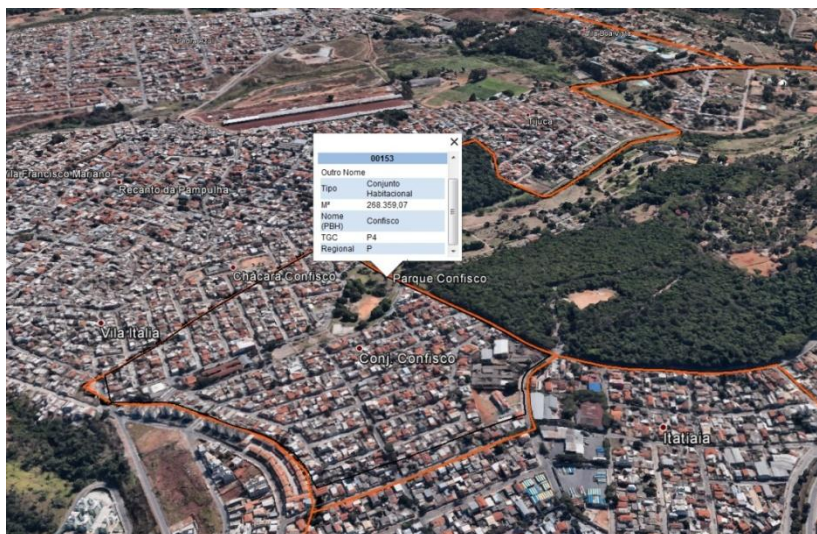 Tijuca
00153
Outro Nome
Tipo Conjunto Habitacional
M² 268.359,07
Nome (PBH) Confisco
TGC P4
Regional P
Vila Francisco Mariano
Recanto da Pampulha
Chácara Confisco
Parque Confisco
Vila Italia
Conj. Confisco
Itatiaia